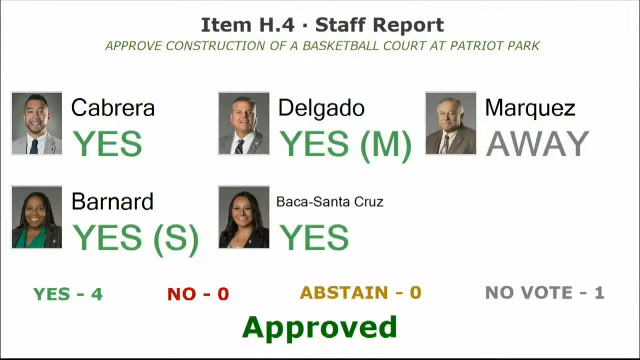 Item H.4 · Staff Report
APPROVE CONSTRUCTION OF A BASKETBALL COURT AT PATRIOT PARK
Cabrera
YES
Delgado
YES (M)
Marquez
AWAY
Barnard
YES (S)
Baca-Santa Cruz
YES
YES - 4
NO - 0
ABSTAIN - 0
NO VOTE - 1
Approved